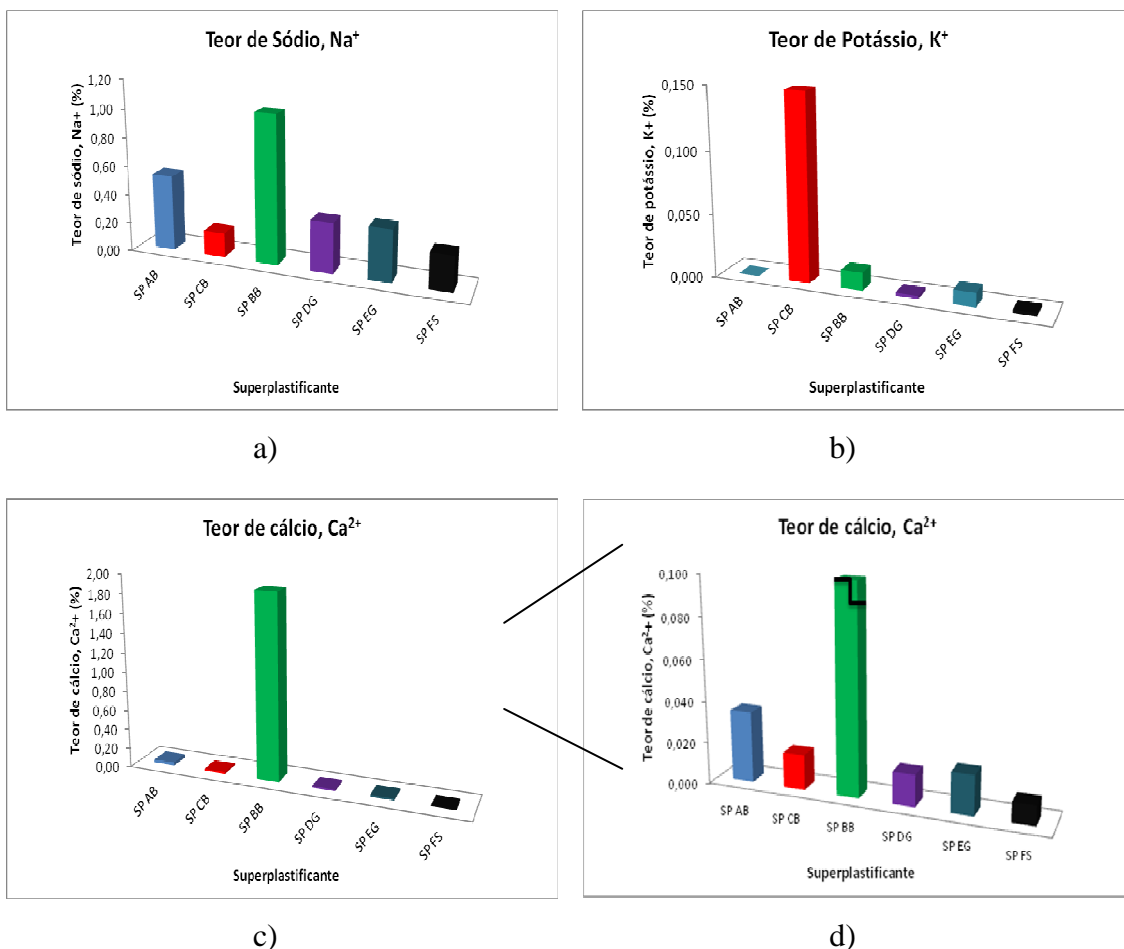 Teor de Sódio, Na⁺
Teor de sódio, Na+ (%)
1,20
1,00
0,80
0,60
0,40
0,20
0,00
SP AB
SP CB
SP BB
SP DG
SP EG
SP FS
Superplastificante
a)
Teor de Potássio, K⁺
Teor de potássio, K+ (%)
0,150
0,100
0,050
0,000
SP AB
SP CB
SP BB
SP DG
SP EG
SP FS
Superplastificante
b)
Teor de cálcio, Ca²⁺
Teor de cálcio, Ca²+ (%)
2,00
1,80
1,60
1,40
1,20
1,00
0,80
0,60
0,40
0,20
0,00
SP AB
SP CB
SP BB
SP DG
SP EG
SP FS
Superplastificante
c)
Teor de cálcio, Ca²⁺
Teor de cálcio, Ca²+ (%)
0,100
0,080
0,060
0,040
0,020
0,000
SP AB
SP CB
SP BB
SP DG
SP EG
SP FS
Superplastificante
d)